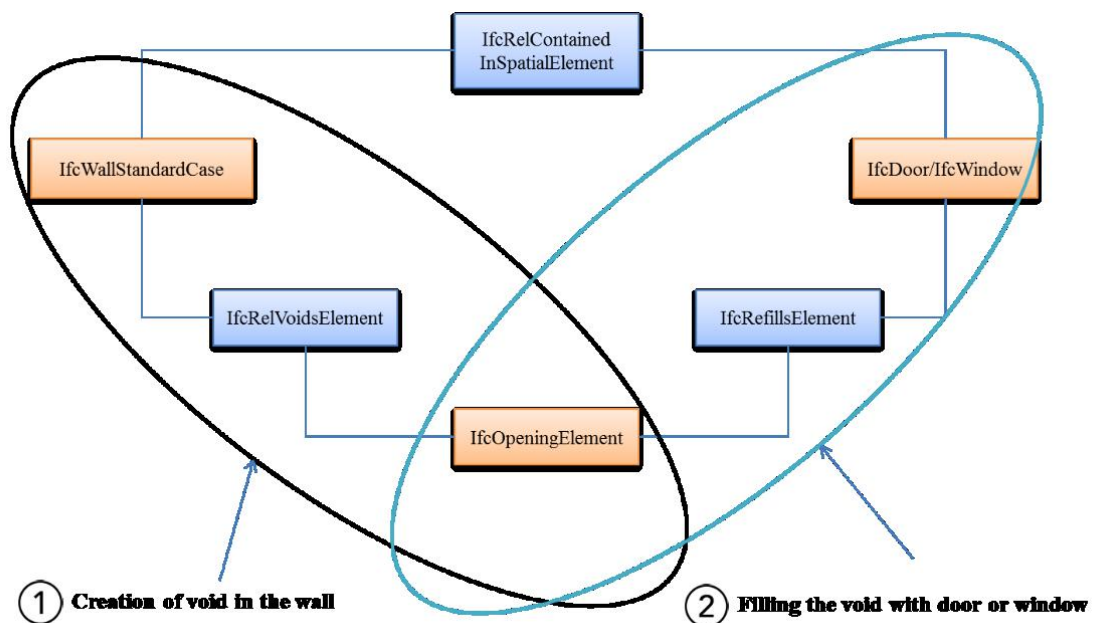 IfcRelContained
InSpatialElement
IfcWallStandardCase
IfcDoor/IfcWindow
IfcRelVoidsElement
IfcRefillsElement
IfcOpeningElement
1 Creation of void in the wall
2 Filling the void with door or window